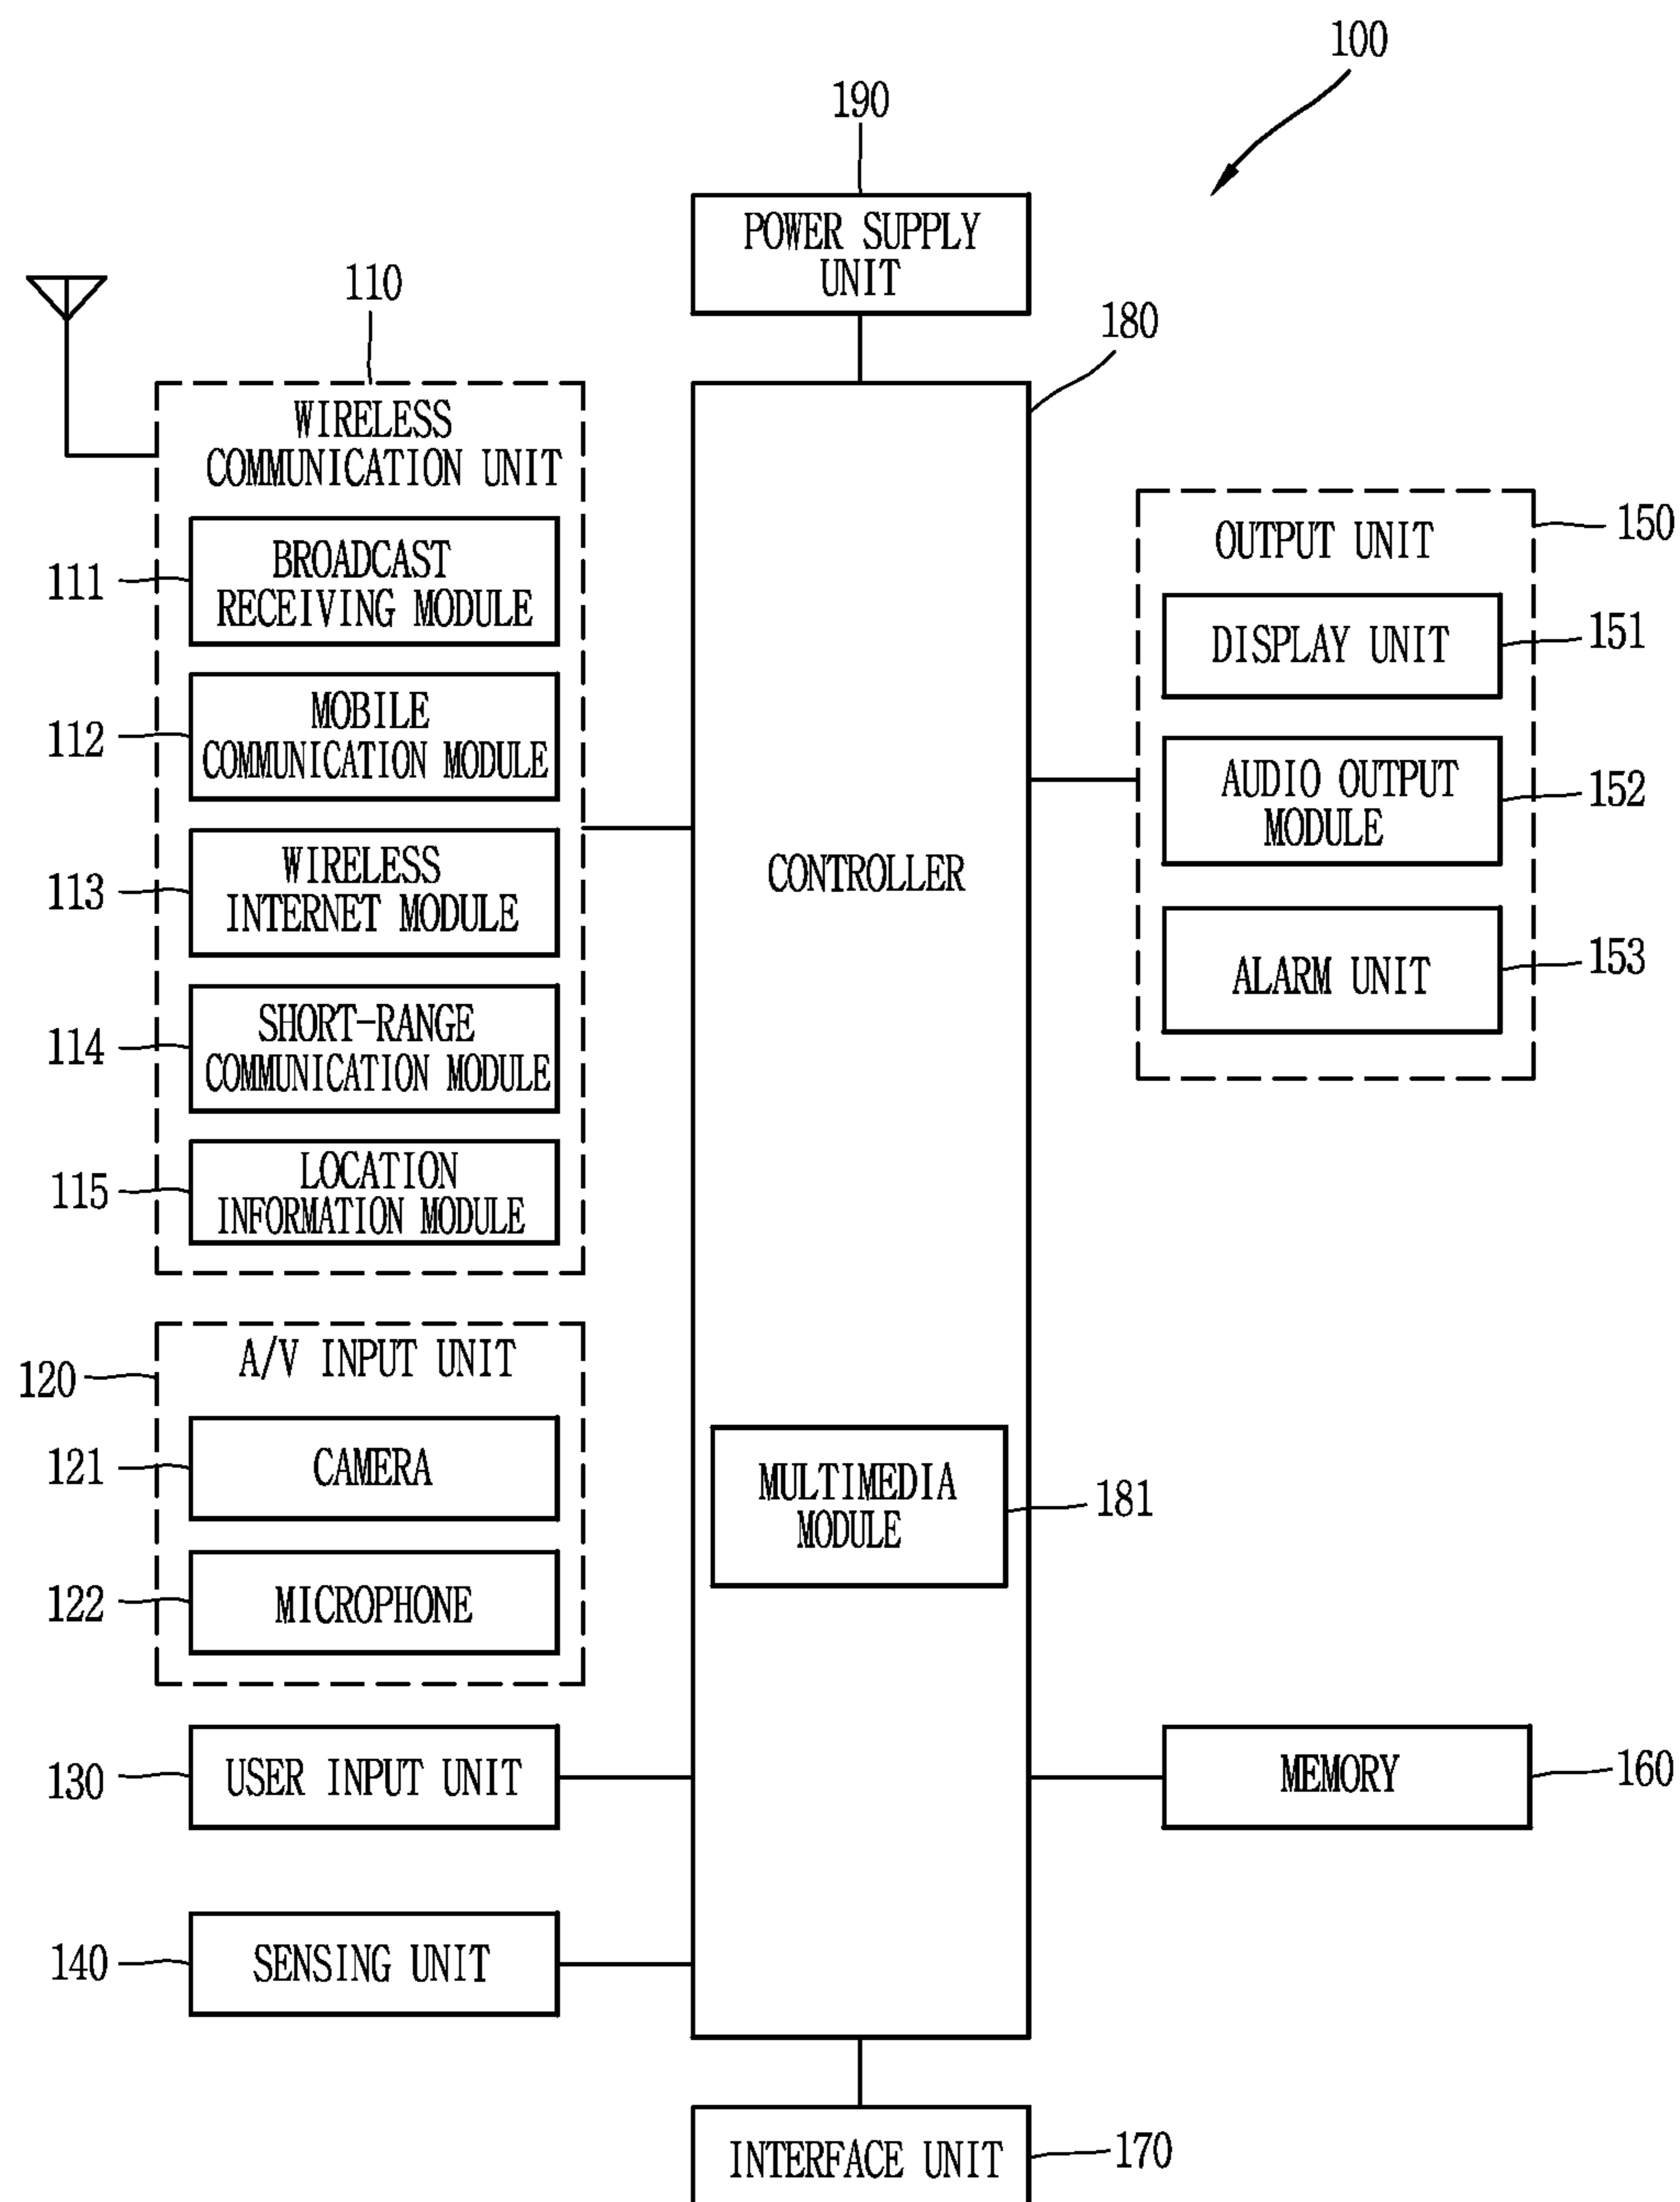 100
190
POWER SUPPLY
UNIT
110
180
WIRELESS
COMMUNICATION UNIT
111
BROADCAST
RECEIVING MODULE
112
MOBILE
COMMUNICATION MODULE
113
WIRELESS
INTERNET MODULE
114
SHORT-RANGE
COMMUNICATION MODULE
115
LOCATION
INFORMATION MODULE
120
A/V INPUT UNIT
121
CAMERA
122
MICROPHONE
130
USER INPUT UNIT
140
SENSING UNIT
CONTROLLER
MULTIMEDIA
MODULE
181
OUTPUT UNIT
150
DISPLAY UNIT
151
AUDIO OUTPUT
MODULE
152
ALARM UNIT
153
MEMORY
160
INTERFACE UNIT
170